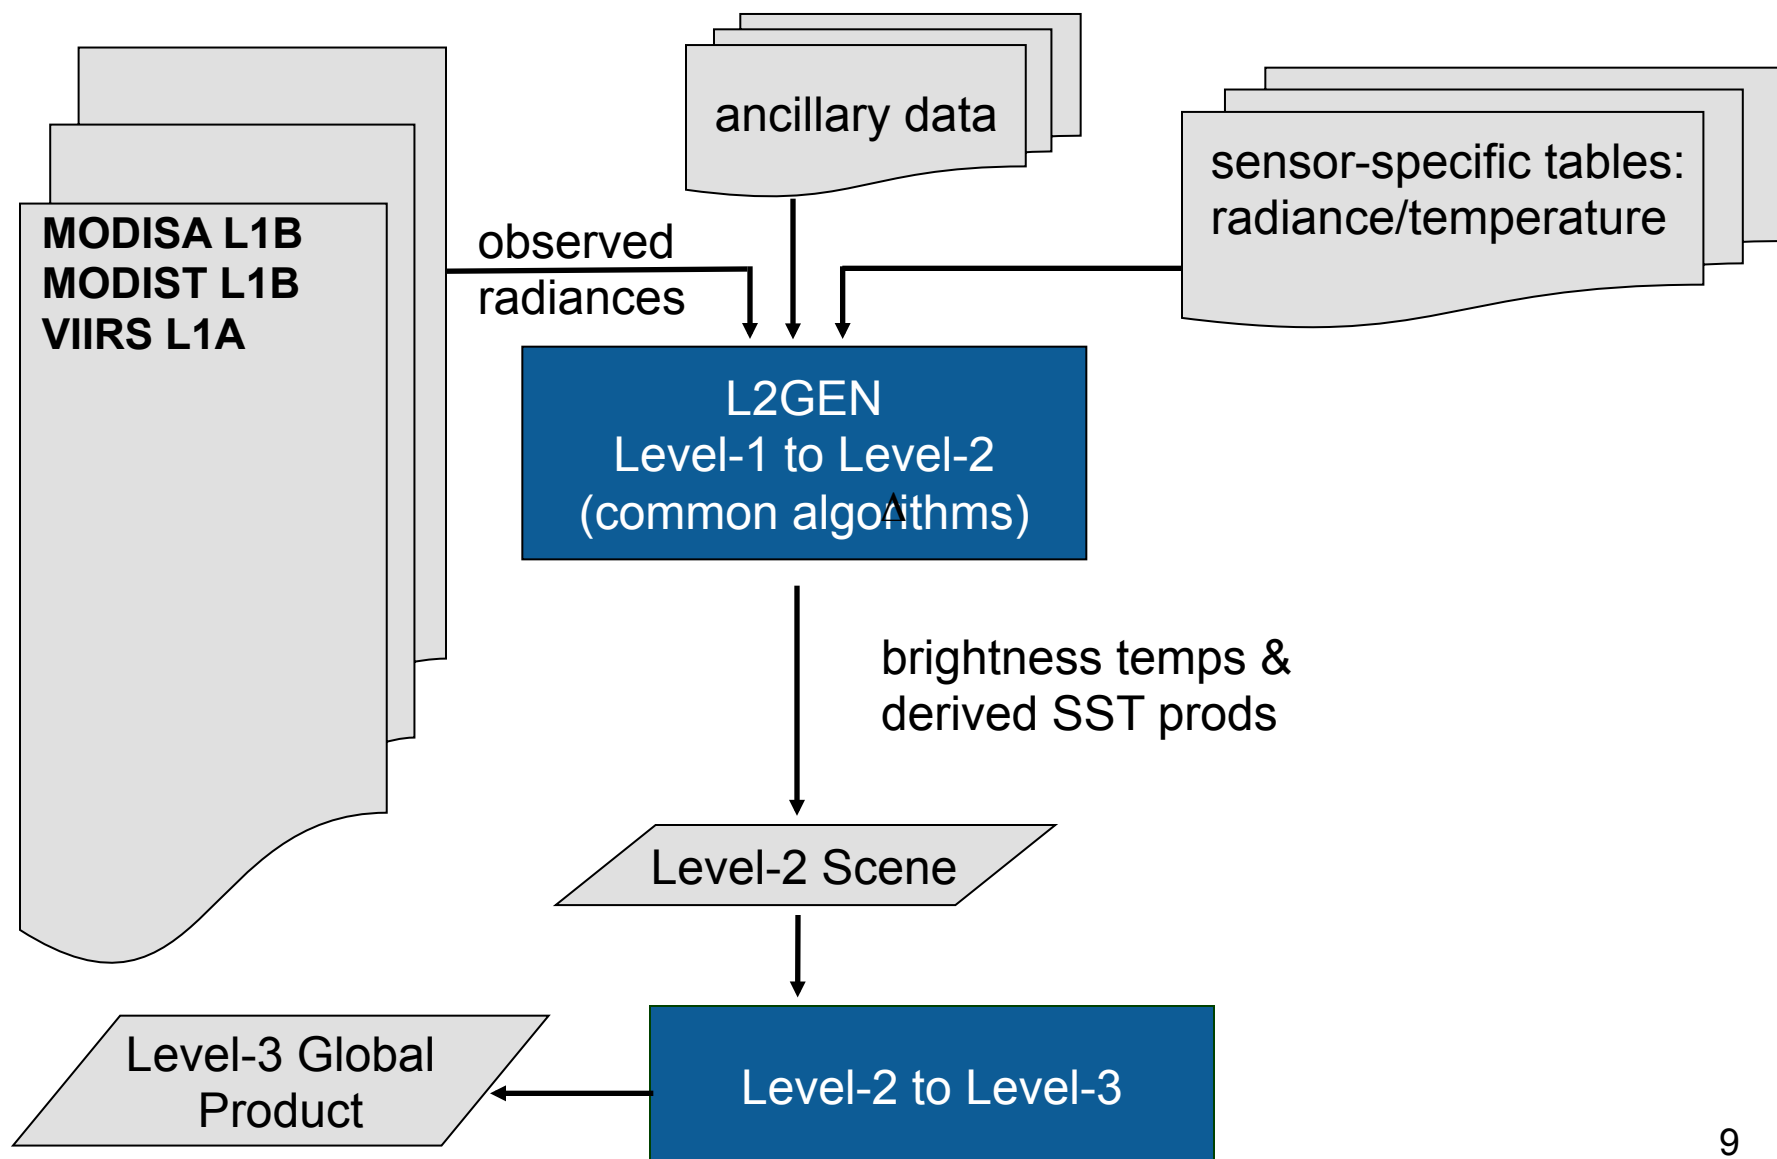 ancillary data
sensor-specific tables:
radiance/temperature
MODISA L1B
MODIST L1B
VIIRS L1A
observed
radiances
L2GEN
Level-1 to Level-2
(common algorithms)
Δ
brightness temps &
derived SST prods
Level-2 Scene
Level-3 Global
Product
Level-2 to Level-3
9